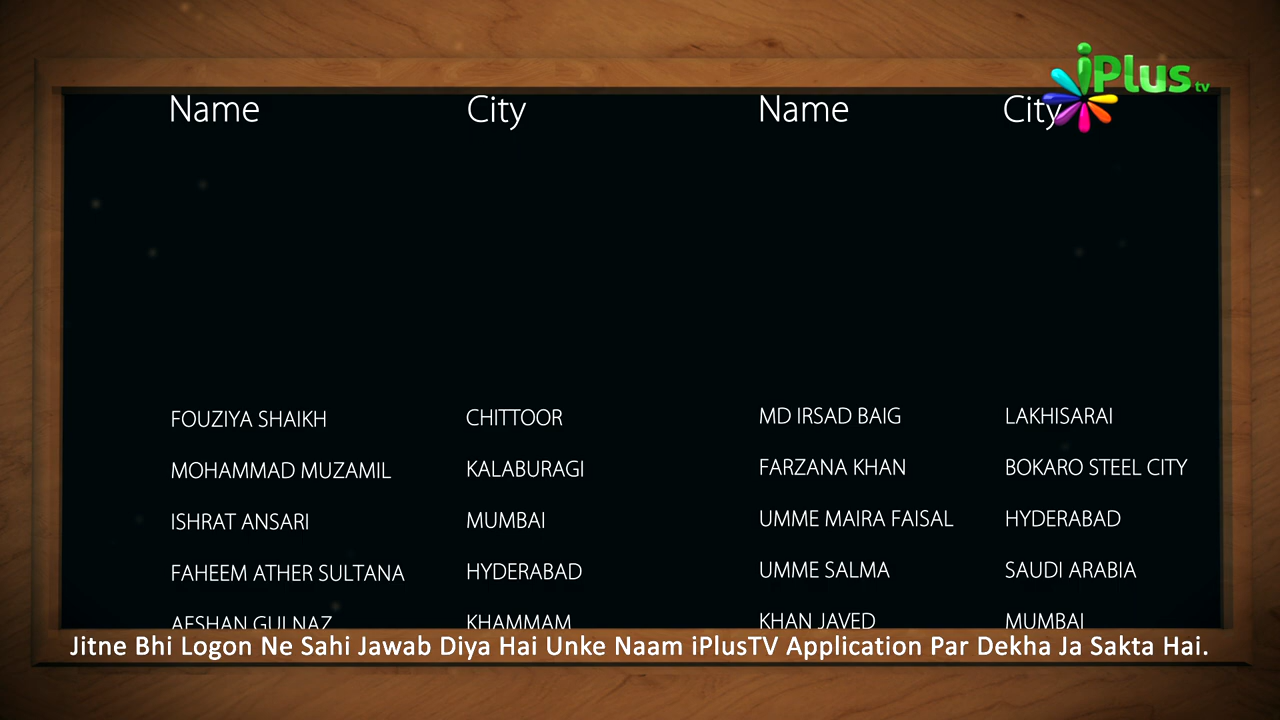 iPlus tv
Name City Name City
FOUZIYA SHAIKH CHITTOOR MD IRSAD BAIG LAKHISARAI
MOHAMMAD MUZAMIL KALABURAGI FARZANA KHAN BOKARO STEEL CITY
ISHRAT ANSARI MUMBAI UMME MAIRA FAISAL HYDERABAD
FAHEEM ATHER SULTANA HYDERABAD UMME SALMA SAUDI ARABIA
AFSHAN GULNAZ KHAMMAM KHAN JAVED MUMBAI
Jitne Bhi Logon Ne Sahi Jawab Diya Hai Unke Naam iPlusTV Application Par Dekha Ja Sakta Hai.